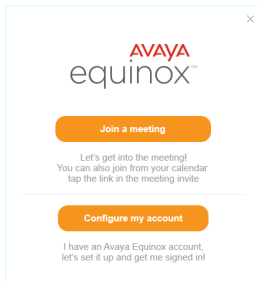 AVAYA
equinox™
Join a meeting
Let's get into the meeting!
You can also join from your calendar
tap the link in the meeting invite
Configure my account
I have an Avaya Equinox account,
let's set it up and get me signed in!